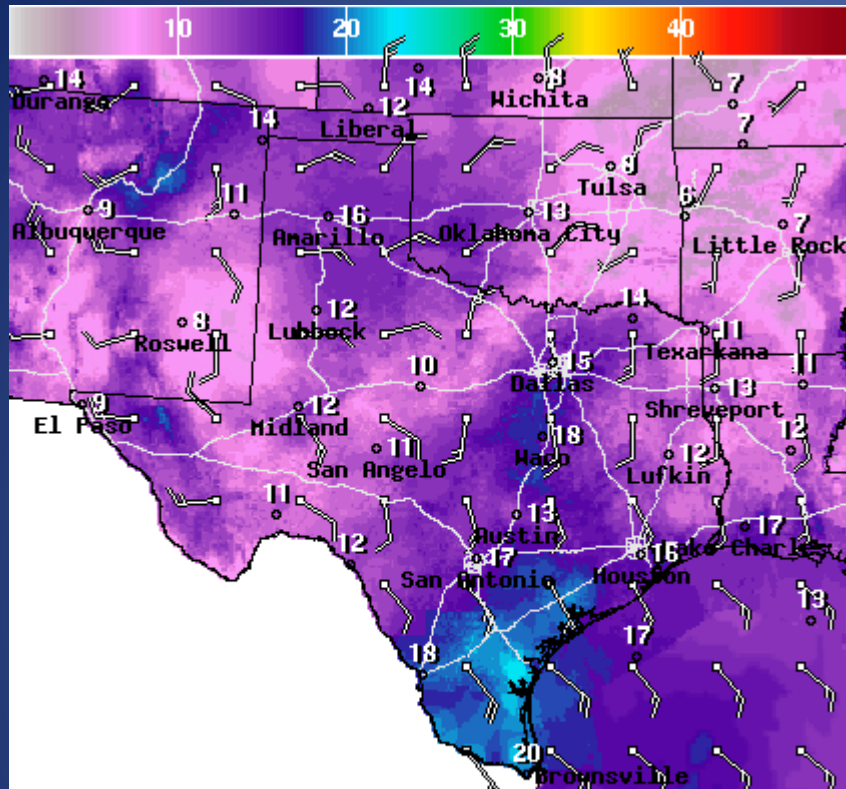 10 20 30 40
14 14 8 7
Durango Wichita
12
Liberal
14 7
9
Tulsa
9 11 16 13 6 7
Albuquerque Amarillo Oklahoma City Little Rock
8 12 14 11
Roswell Lubbock Texarkana
10 15 11
Dallas
13
Shreveport
9 12
El Paso Midland
11 18 12 12
San Angelo Waco Lufkin
11 13 17
Austin Lake Charles
12 17 16
San Antonio Houston
13
18 17
20
Brownsville